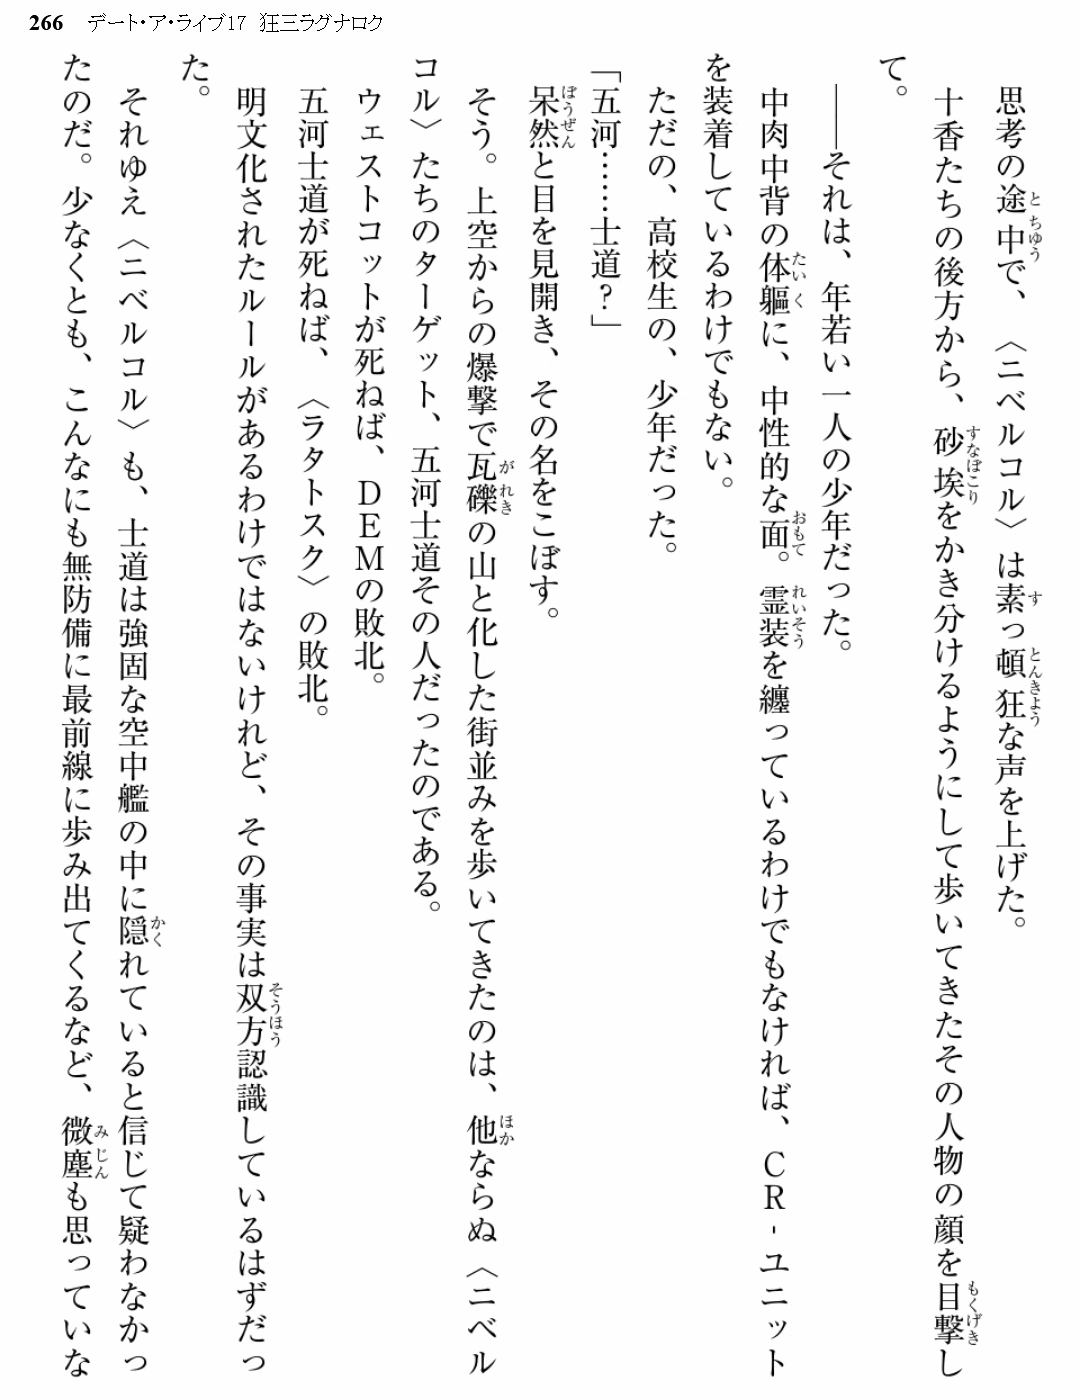 266 デート・ア・ライブ17 狂三ラグナロク
思考の途中で、〈ニベルコル〉は素っ頓狂な声を上げた。
十香たちの後方から、砂埃をかき分けるようにして歩いてきたその人物の顔を目撃し
て。
――それは、年若い一人の少年だった。
中肉中背の体軀に、中性的な面。霊装を纏っているわけでもなければ、ＣＲ-ユニット
を装着しているわけでもない。
ただの、高校生の、少年だった。
「五河……士道？」
呆然と目を見開き、その名をこぼす。
そう。上空からの爆撃で瓦礫の山と化した街並みを歩いてきたのは、他ならぬ〈ニベル
コル〉たちのターゲット、五河士道その人だったのである。
ウェストコットが死ねば、ＤＥＭの敗北。
五河士道が死ねば、〈ラタトスク〉の敗北。
明文化されたルールがあるわけではないけれど、その事実は双方認識しているはずだっ
た。
それゆえ〈ニベルコル〉も、士道は強固な空中艦の中に隠れていると信じて疑わなかっ
たのだ。少なくとも、こんなにも無防備に最前線に歩み出てくるなど、微塵も思っていな